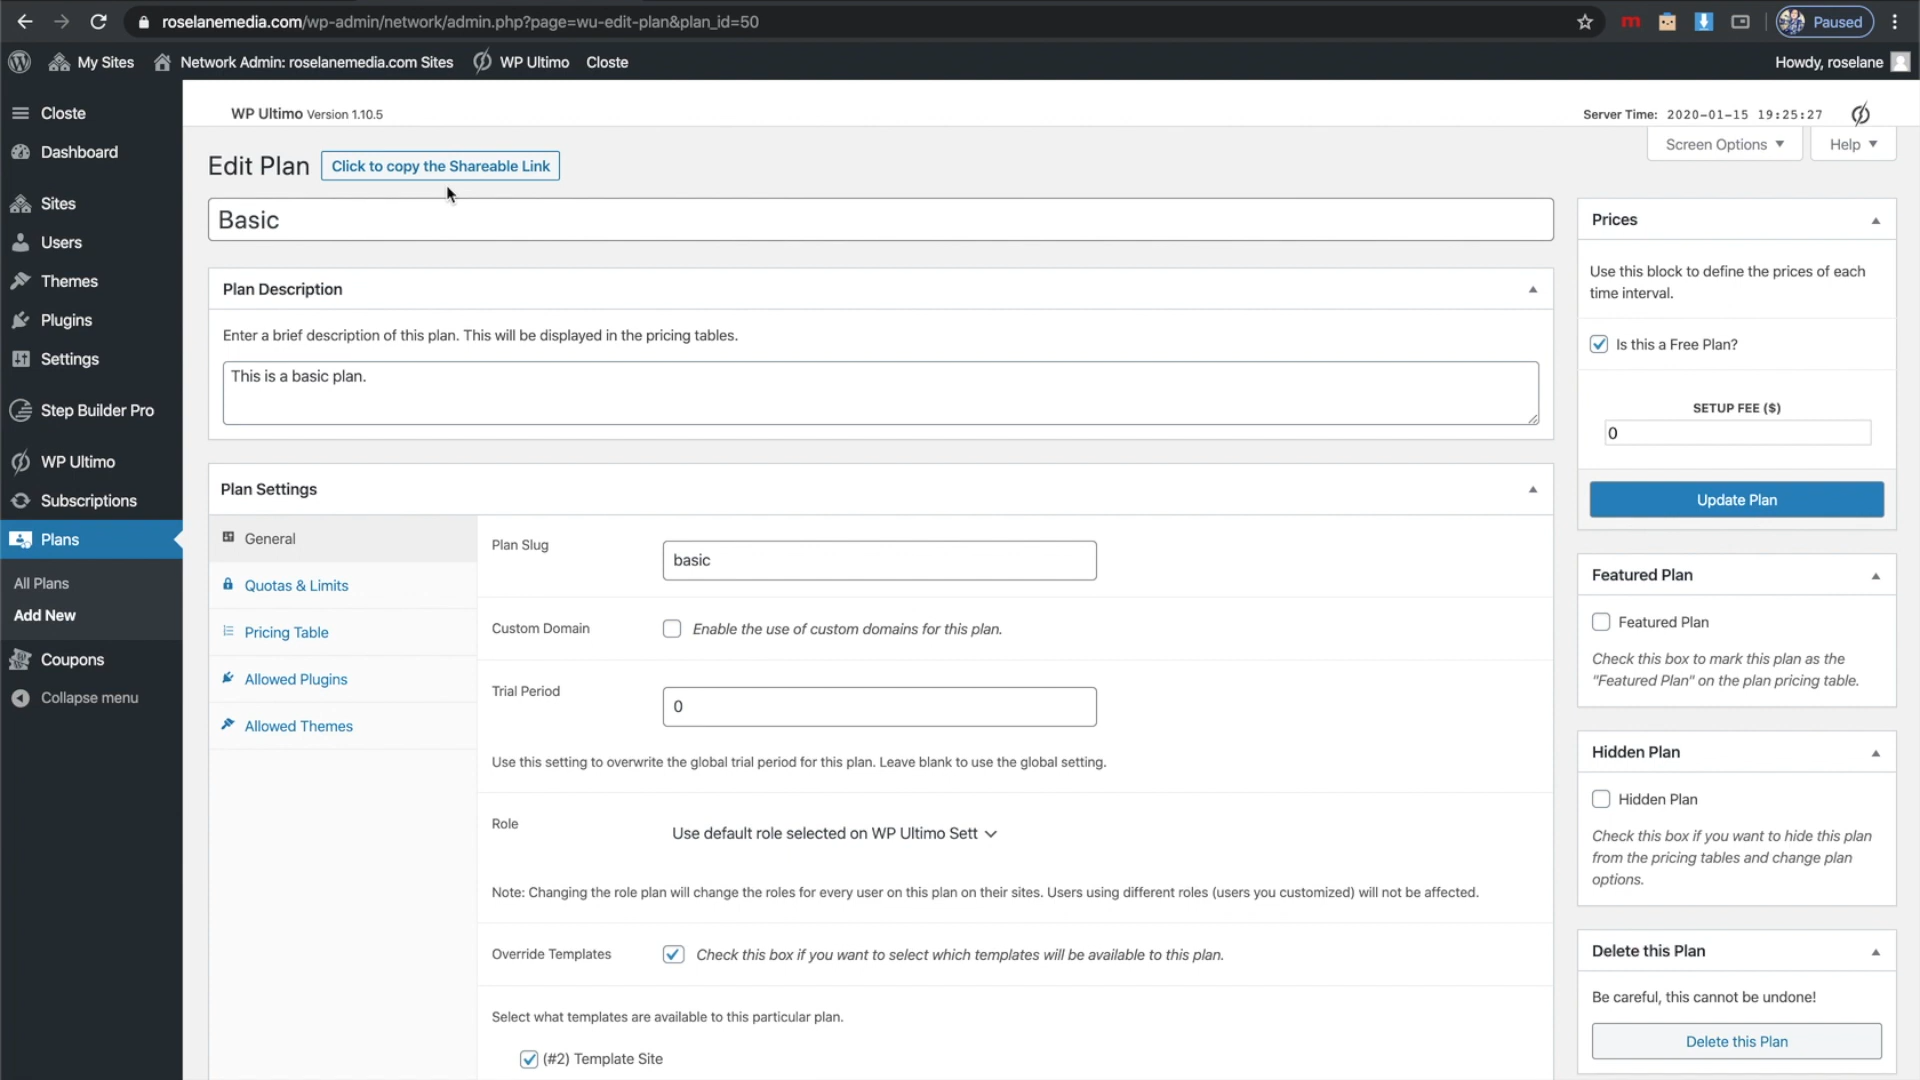 roselanemedia.com/wp-admin/network/admin.php?page=wu-edit-plan&plan_id=50
Paused
My Sites
Network Admin: roselanemedia.com Sites
WP Ultimo
Closte
Howdy, roselane
Closte
Dashboard
Sites
Users
Themes
Plugins
Settings
Step Builder Pro
WP Ultimo
Subscriptions
Plans
All Plans
Add New
Coupons
Collapse menu
WP Ultimo Version 1.10.5
Server Time: 2020-01-15 19:25:27
Screen Options
Help
Edit Plan
Click to copy the Shareable Link
Basic
Plan Description
Enter a brief description of this plan. This will be displayed in the pricing tables.
This is a basic plan.
Plan Settings
General
Quotas & Limits
Pricing Table
Allowed Plugins
Allowed Themes
Plan Slug
basic
Custom Domain
Enable the use of custom domains for this plan.
Trial Period
0
Use this setting to overwrite the global trial period for this plan. Leave blank to use the global setting.
Role
Use default role selected on WP Ultimo Sett
Note: Changing the role plan will change the roles for every user on this plan on their sites. Users using different roles (users you customized) will not be affected.
Override Templates
Check this box if you want to select which templates will be available to this plan.
Select what templates are available to this particular plan.
(#2) Template Site
Prices
Use this block to define the prices of each
time interval.
Is this a Free Plan?
SETUP FEE ($)
0
Update Plan
Featured Plan
Featured Plan
Check this box to mark this plan as the
"Featured Plan" on the plan pricing table.
Hidden Plan
Hidden Plan
Check this box if you want to hide this plan
from the pricing tables and change plan
options.
Delete this Plan
Be careful, this cannot be undone!
Delete this Plan